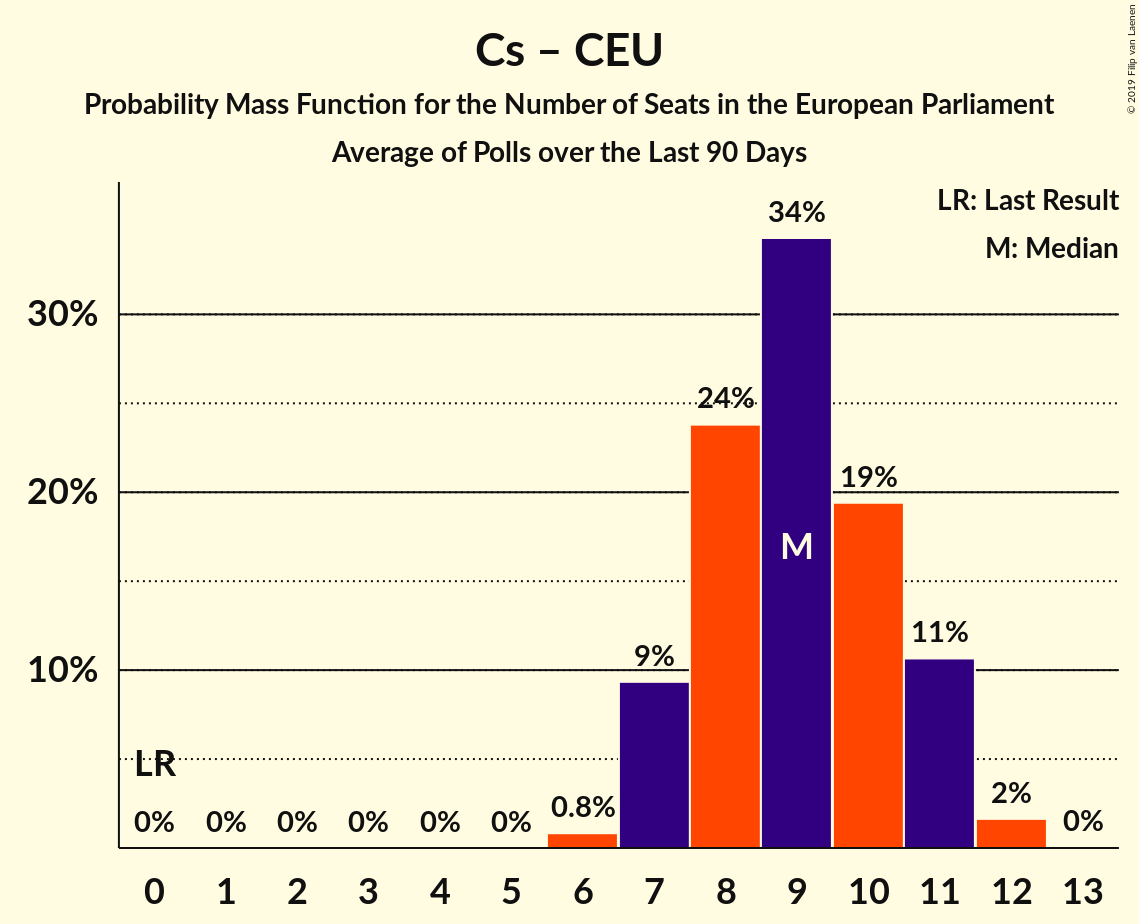 Cs – CEU
Probability Mass Function for the Number of Seats in the European Parliament
Average of Polls over the Last 90 Days
© 2019 Filip van Laenen
LR: Last Result
M: Median
34%
30%
24%
20%
19%
M
11%
10%
9%
LR
0%
0%
0%
0%
0%
0%
0.8%
2%
0%
0 1 2 3 4 5 6 7 8 9 10 11 12 13